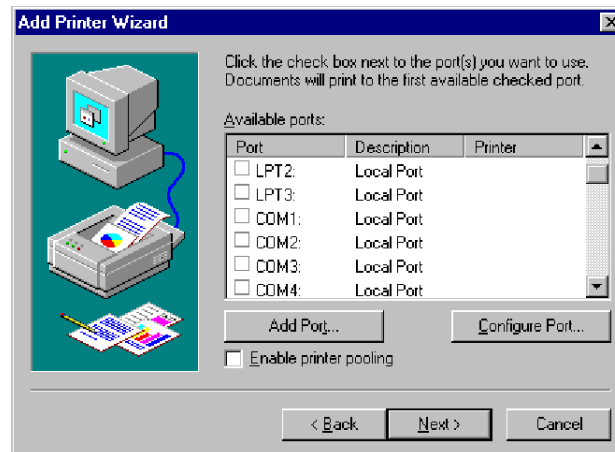 Add Printer Wizard
Click the check box next to the port(s) you want to use.
Documents will print to the first available checked port.
Available ports:
Port Description Printer
LPT2: Local Port
LPT3: Local Port
COM1: Local Port
COM2: Local Port
COM3: Local Port
COM4: Local Port
Add Port... Configure Port...
Enable printer pooling
< Back Next > Cancel